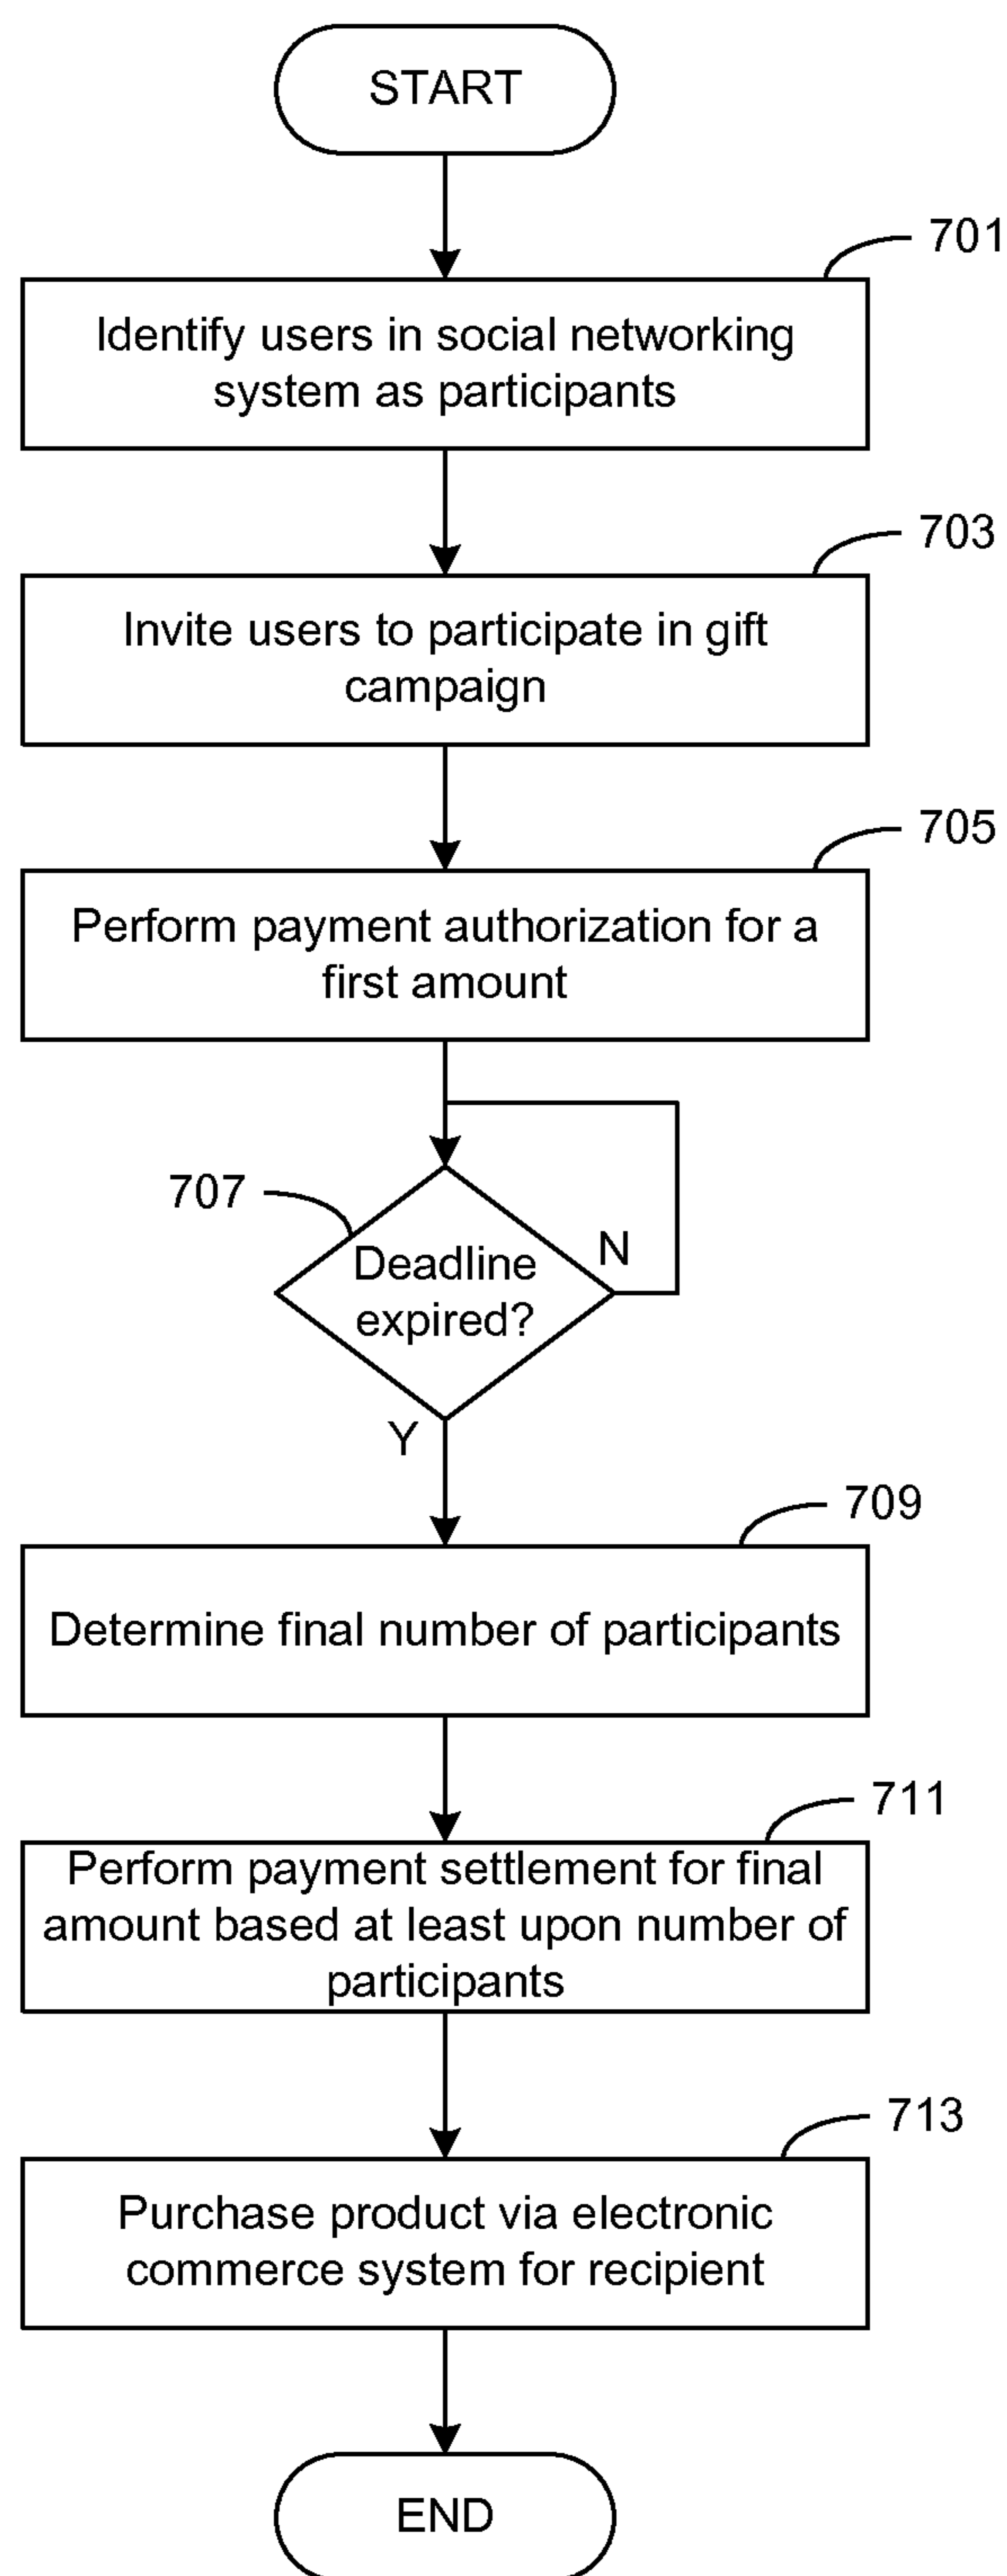 START
701
Identify users in social networking
system as participants
703
Invite users to participate in gift
campaign
705
Perform payment authorization for a
first amount
707
Deadline
expired?
N
Y
709
Determine final number of participants
711
Perform payment settlement for final
amount based at least upon number of
participants
713
Purchase product via electronic
commerce system for recipient
END